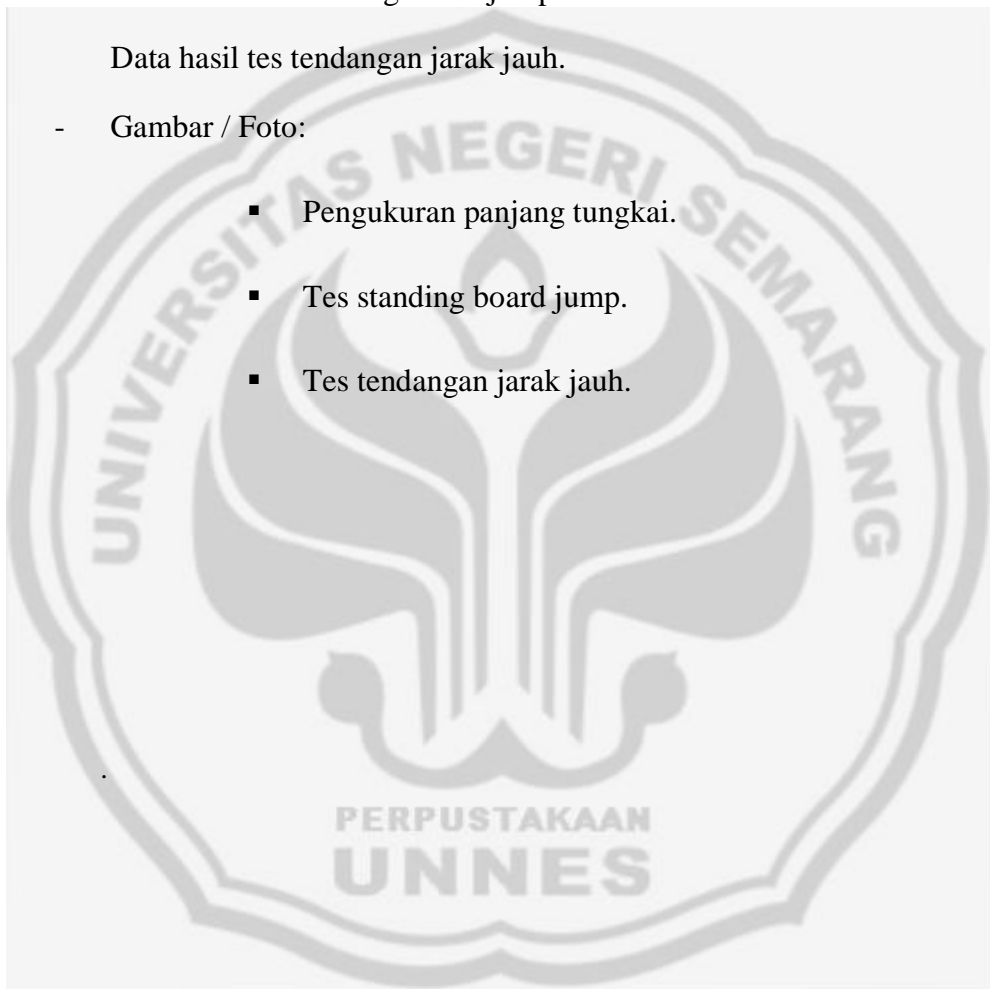 Data hasil tes tendangan jarak jauh.
- Gambar / Foto:
▪ Pengukuran panjang tungkai.
▪ Tes standing board jump.
▪ Tes tendangan jarak jauh.
.
UNIVERSITAS NEGERI SEMARANG
PERPUSTAKAAN
UNNES